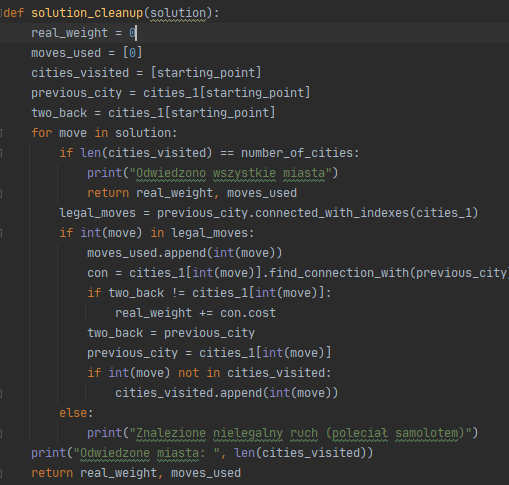 def solution_cleanup(solution):
    real_weight = 0
    moves_used = [0]
    cities_visited = [starting_point]
    previous_city = cities_1[starting_point]
    two_back = cities_1[starting_point]
    for move in solution:
        if len(cities_visited) == number_of_cities:
            print("Odwiedzono wszystkie miasta")
            return real_weight, moves_used
        legal_moves = previous_city.connected_with_indexes(cities_1)
        if int(move) in legal_moves:
            moves_used.append(int(move))
            con = cities_1[int(move)].find_connection_with(previous_city)
            if two_back != cities_1[int(move)]:
                real_weight += con.cost
            two_back = previous_city
            previous_city = cities_1[int(move)]
            if int(move) not in cities_visited:
                cities_visited.append(int(move))
        else:
            print("Znalezione nielegalny ruch (poleciał samolotem)")
    print("Odwiedzone miasta: ", len(cities_visited))
    return real_weight, moves_used